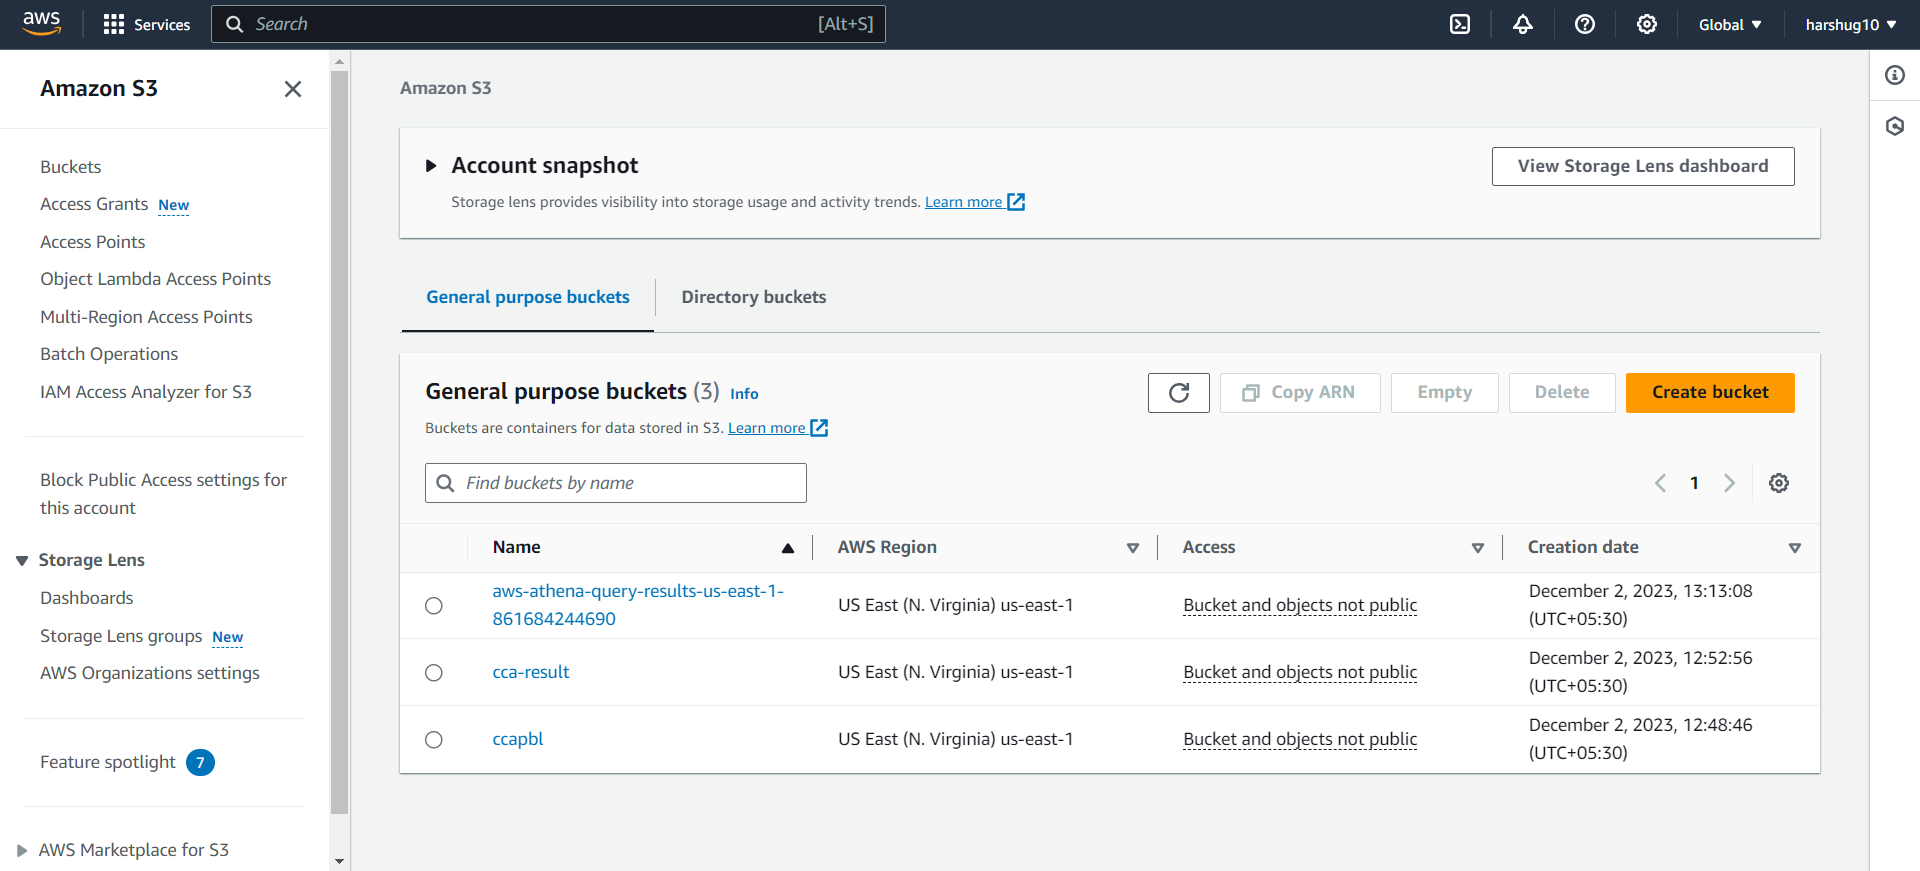 aws
Services
Search
[Alt+S]
Global
harshug10
Amazon S3
Buckets
Access Grants New
Access Points
Object Lambda Access Points
Multi-Region Access Points
Batch Operations
IAM Access Analyzer for S3
Block Public Access settings for
this account
Storage Lens
Dashboards
Storage Lens groups New
AWS Organizations settings
Feature spotlight 7
AWS Marketplace for S3
Amazon S3
Account snapshot
View Storage Lens dashboard
Storage lens provides visibility into storage usage and activity trends. Learn more
General purpose buckets
Directory buckets
General purpose buckets (3) Info
Copy ARN
Empty
Delete
Create bucket
Buckets are containers for data stored in S3. Learn more
Find buckets by name
1
Name AWS Region Access Creation date
aws-athena-query-results-us-east-1-
861684244690
US East (N. Virginia) us-east-1
Bucket and objects not public
December 2, 2023, 13:13:08
(UTC+05:30)
cca-result
US East (N. Virginia) us-east-1
Bucket and objects not public
December 2, 2023, 12:52:56
(UTC+05:30)
ccapbl
US East (N. Virginia) us-east-1
Bucket and objects not public
December 2, 2023, 12:48:46
(UTC+05:30)